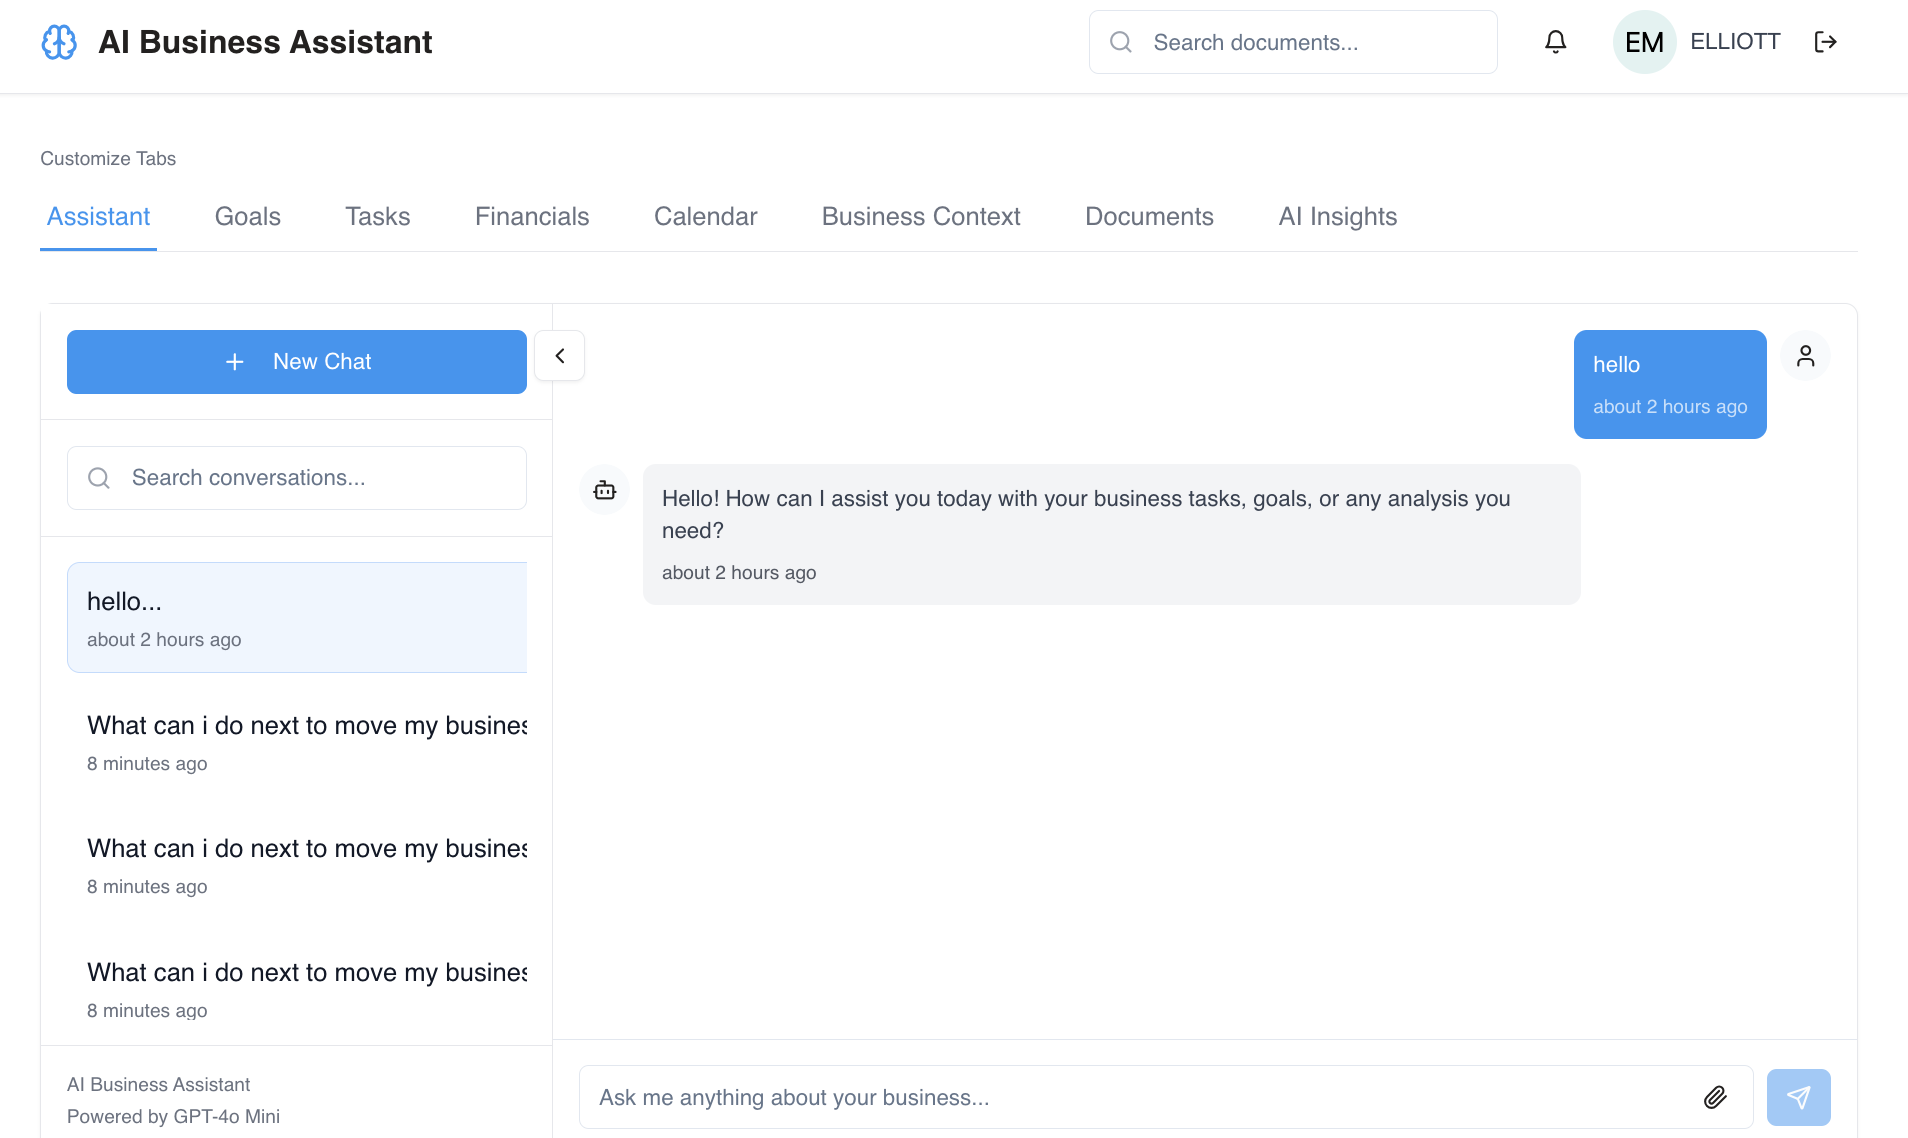 AI Business Assistant
Search documents...
EM
ELLIOTT
Customize Tabs
Assistant
Goals
Tasks
Financials
Calendar
Business Context
Documents
AI Insights
New Chat
Search conversations...
hello...
about 2 hours ago
What can i do next to move my busines
8 minutes ago
What can i do next to move my busines
8 minutes ago
What can i do next to move my busines
8 minutes ago
AI Business Assistant
Powered by GPT-4o Mini
hello
about 2 hours ago
Hello! How can I assist you today with your business tasks, goals, or any analysis you
need?
about 2 hours ago
Ask me anything about your business...